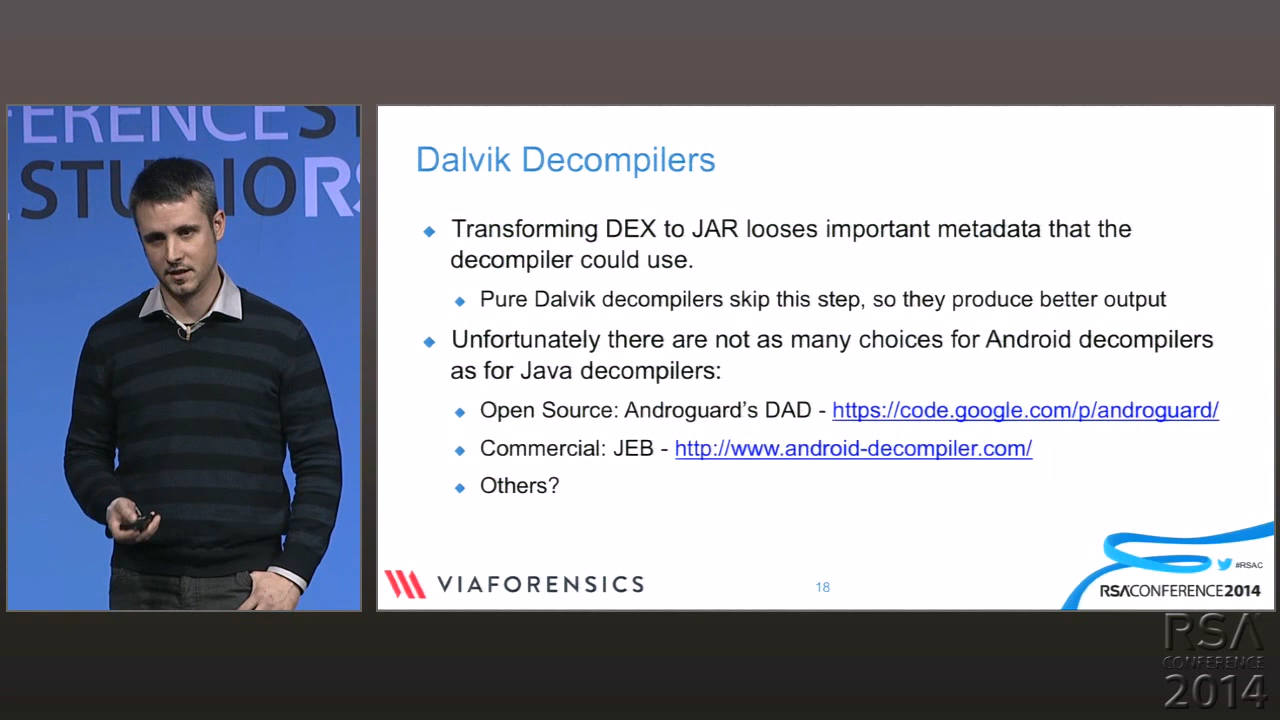 ERENCE ST
STUDIO RS
Dalvik Decompilers
Transforming DEX to JAR looses important metadata that the
decompiler could use.
Pure Dalvik decompilers skip this step, so they produce better output
Unfortunately there are not as many choices for Android decompilers
as for Java decompilers:
Open Source: Androguard's DAD - https://code.google.com/p/androguard/
Commercial: JEB - http://www.android-decompiler.com/
Others?
VIAFORENSICS
18
#RSAC
RSACONFERENCE2014
RSA
CONFERENCE
2014